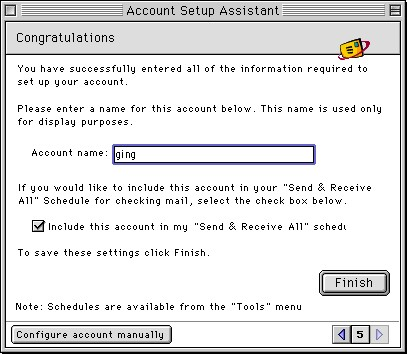 Account Setup Assistant
Congratulations
You have successfully entered all of the information required to
set up your account.
Please enter a name for this account below. This name is used only
for display purposes.
Account name: ging
If you would like to include this account in your "Send & Receive
All" Schedule for checking mail, select the check box below.
Include this account in my "Send & Receive All" schedu
To save these settings click Finish.
Finish
Note: Schedules are available from the "Tools" menu
Configure account manually
5